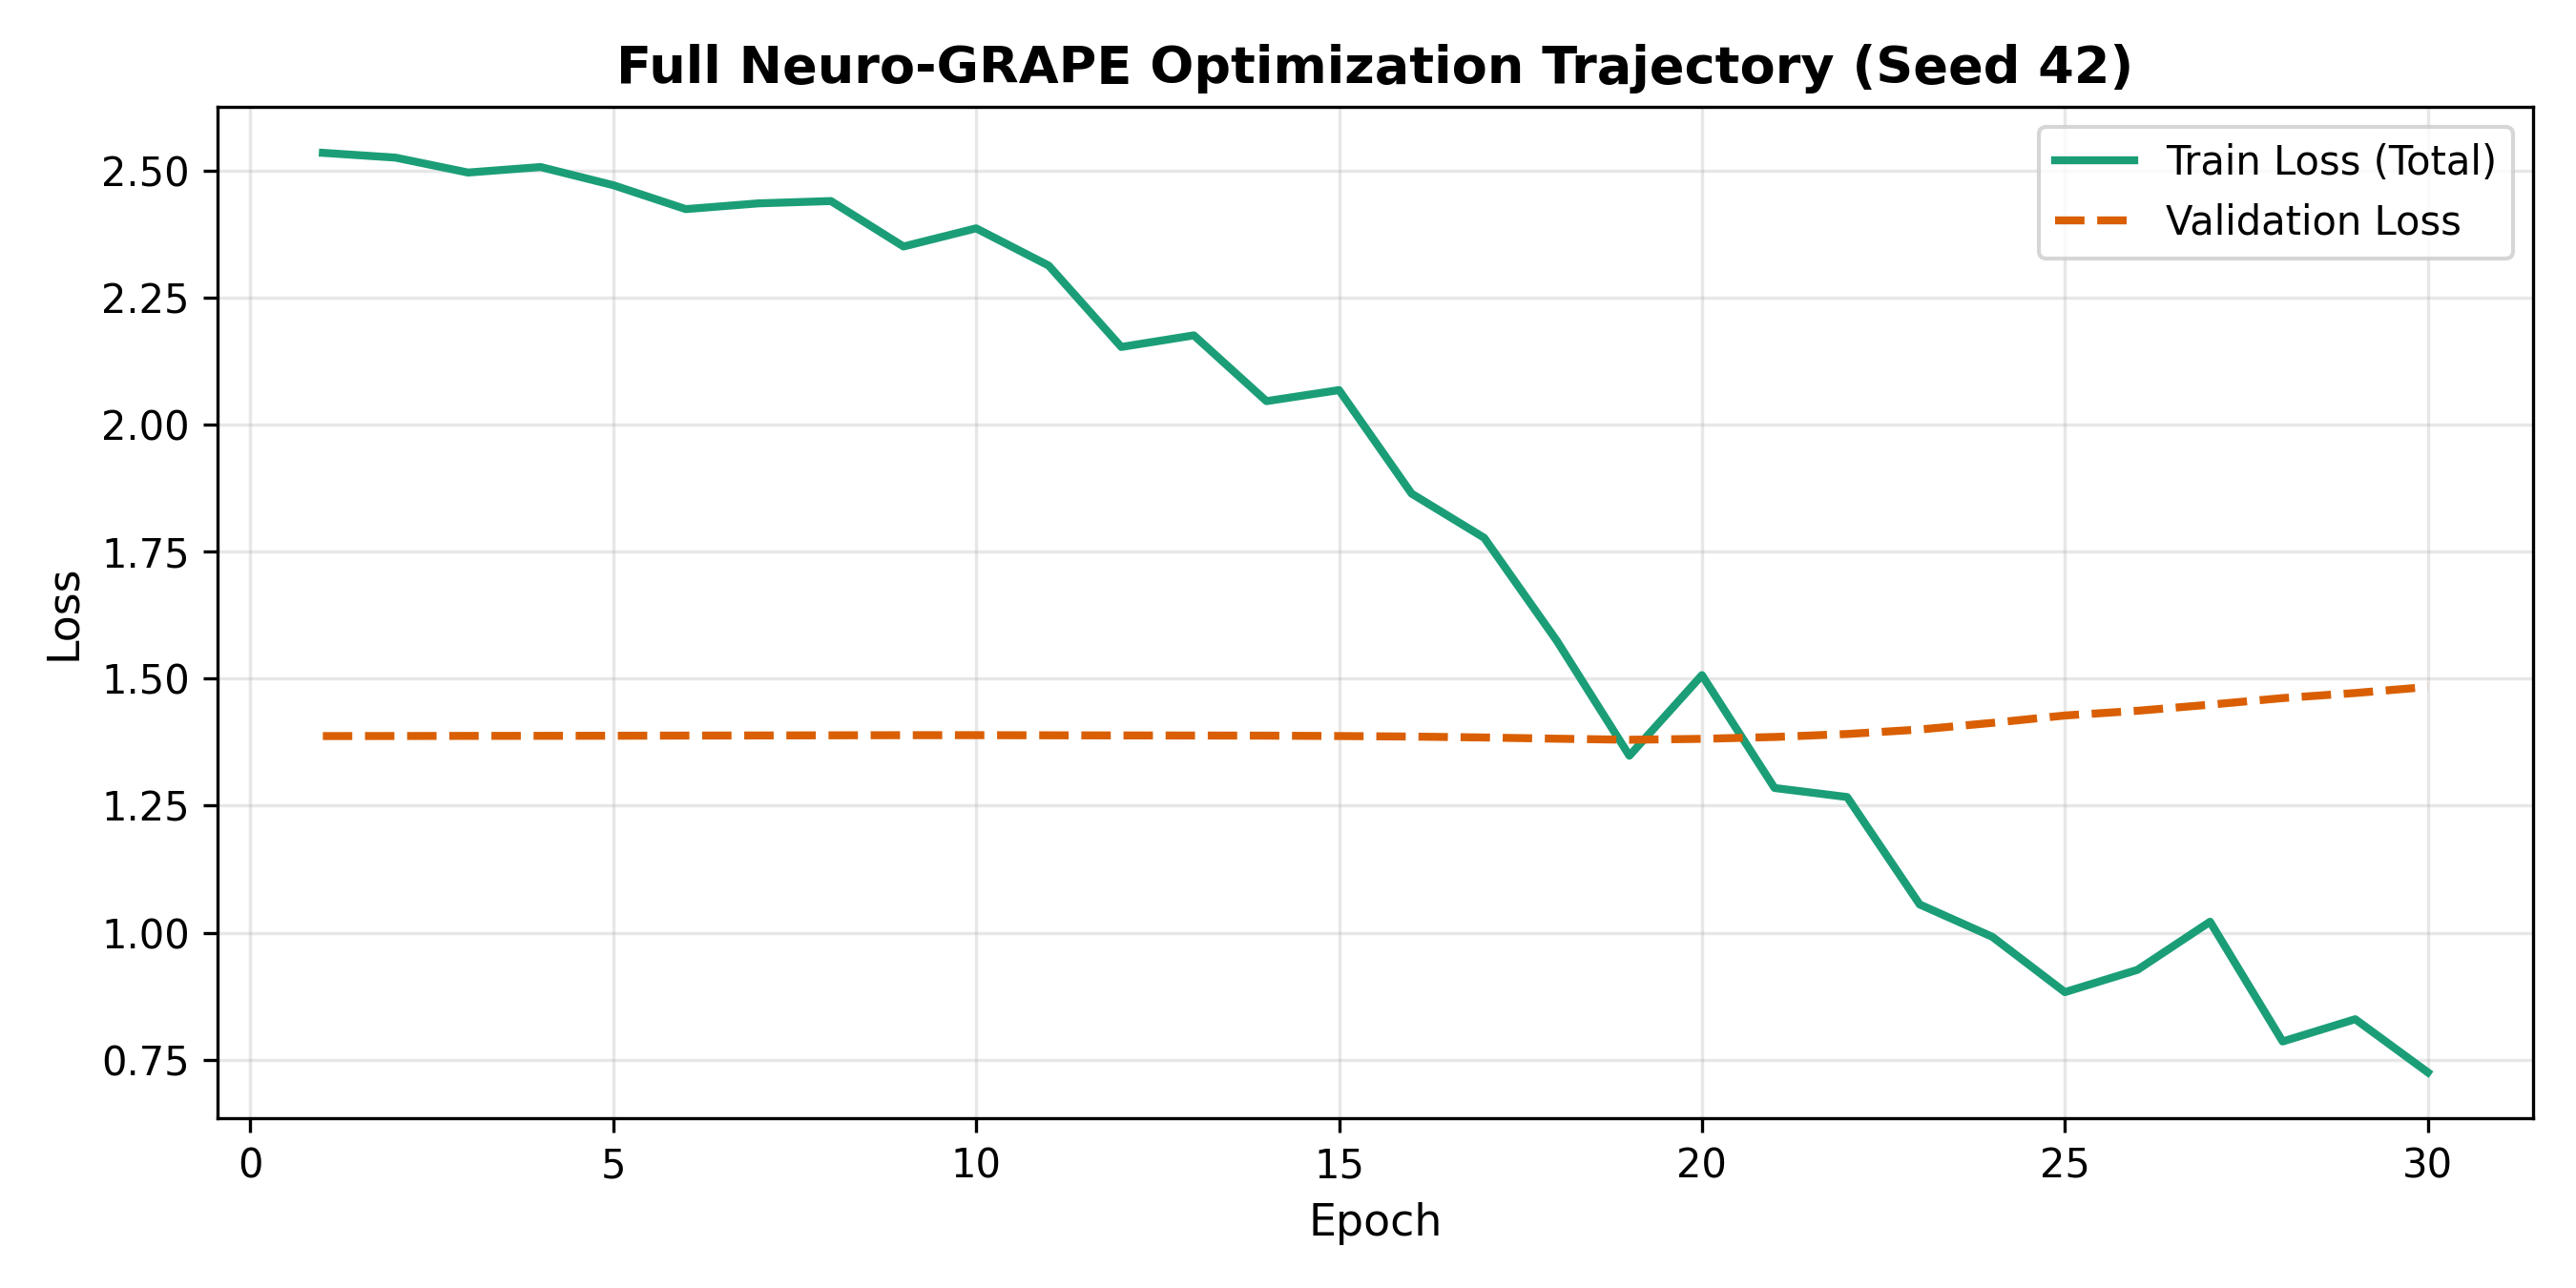 Full Neuro-GRAPE Optimization Trajectory (Seed 42)
Train Loss (Total)
Validation Loss
Loss
2.50
2.25
2.00
1.75
1.50
1.25
1.00
0.75
0 5 10 15 20 25 30
Epoch